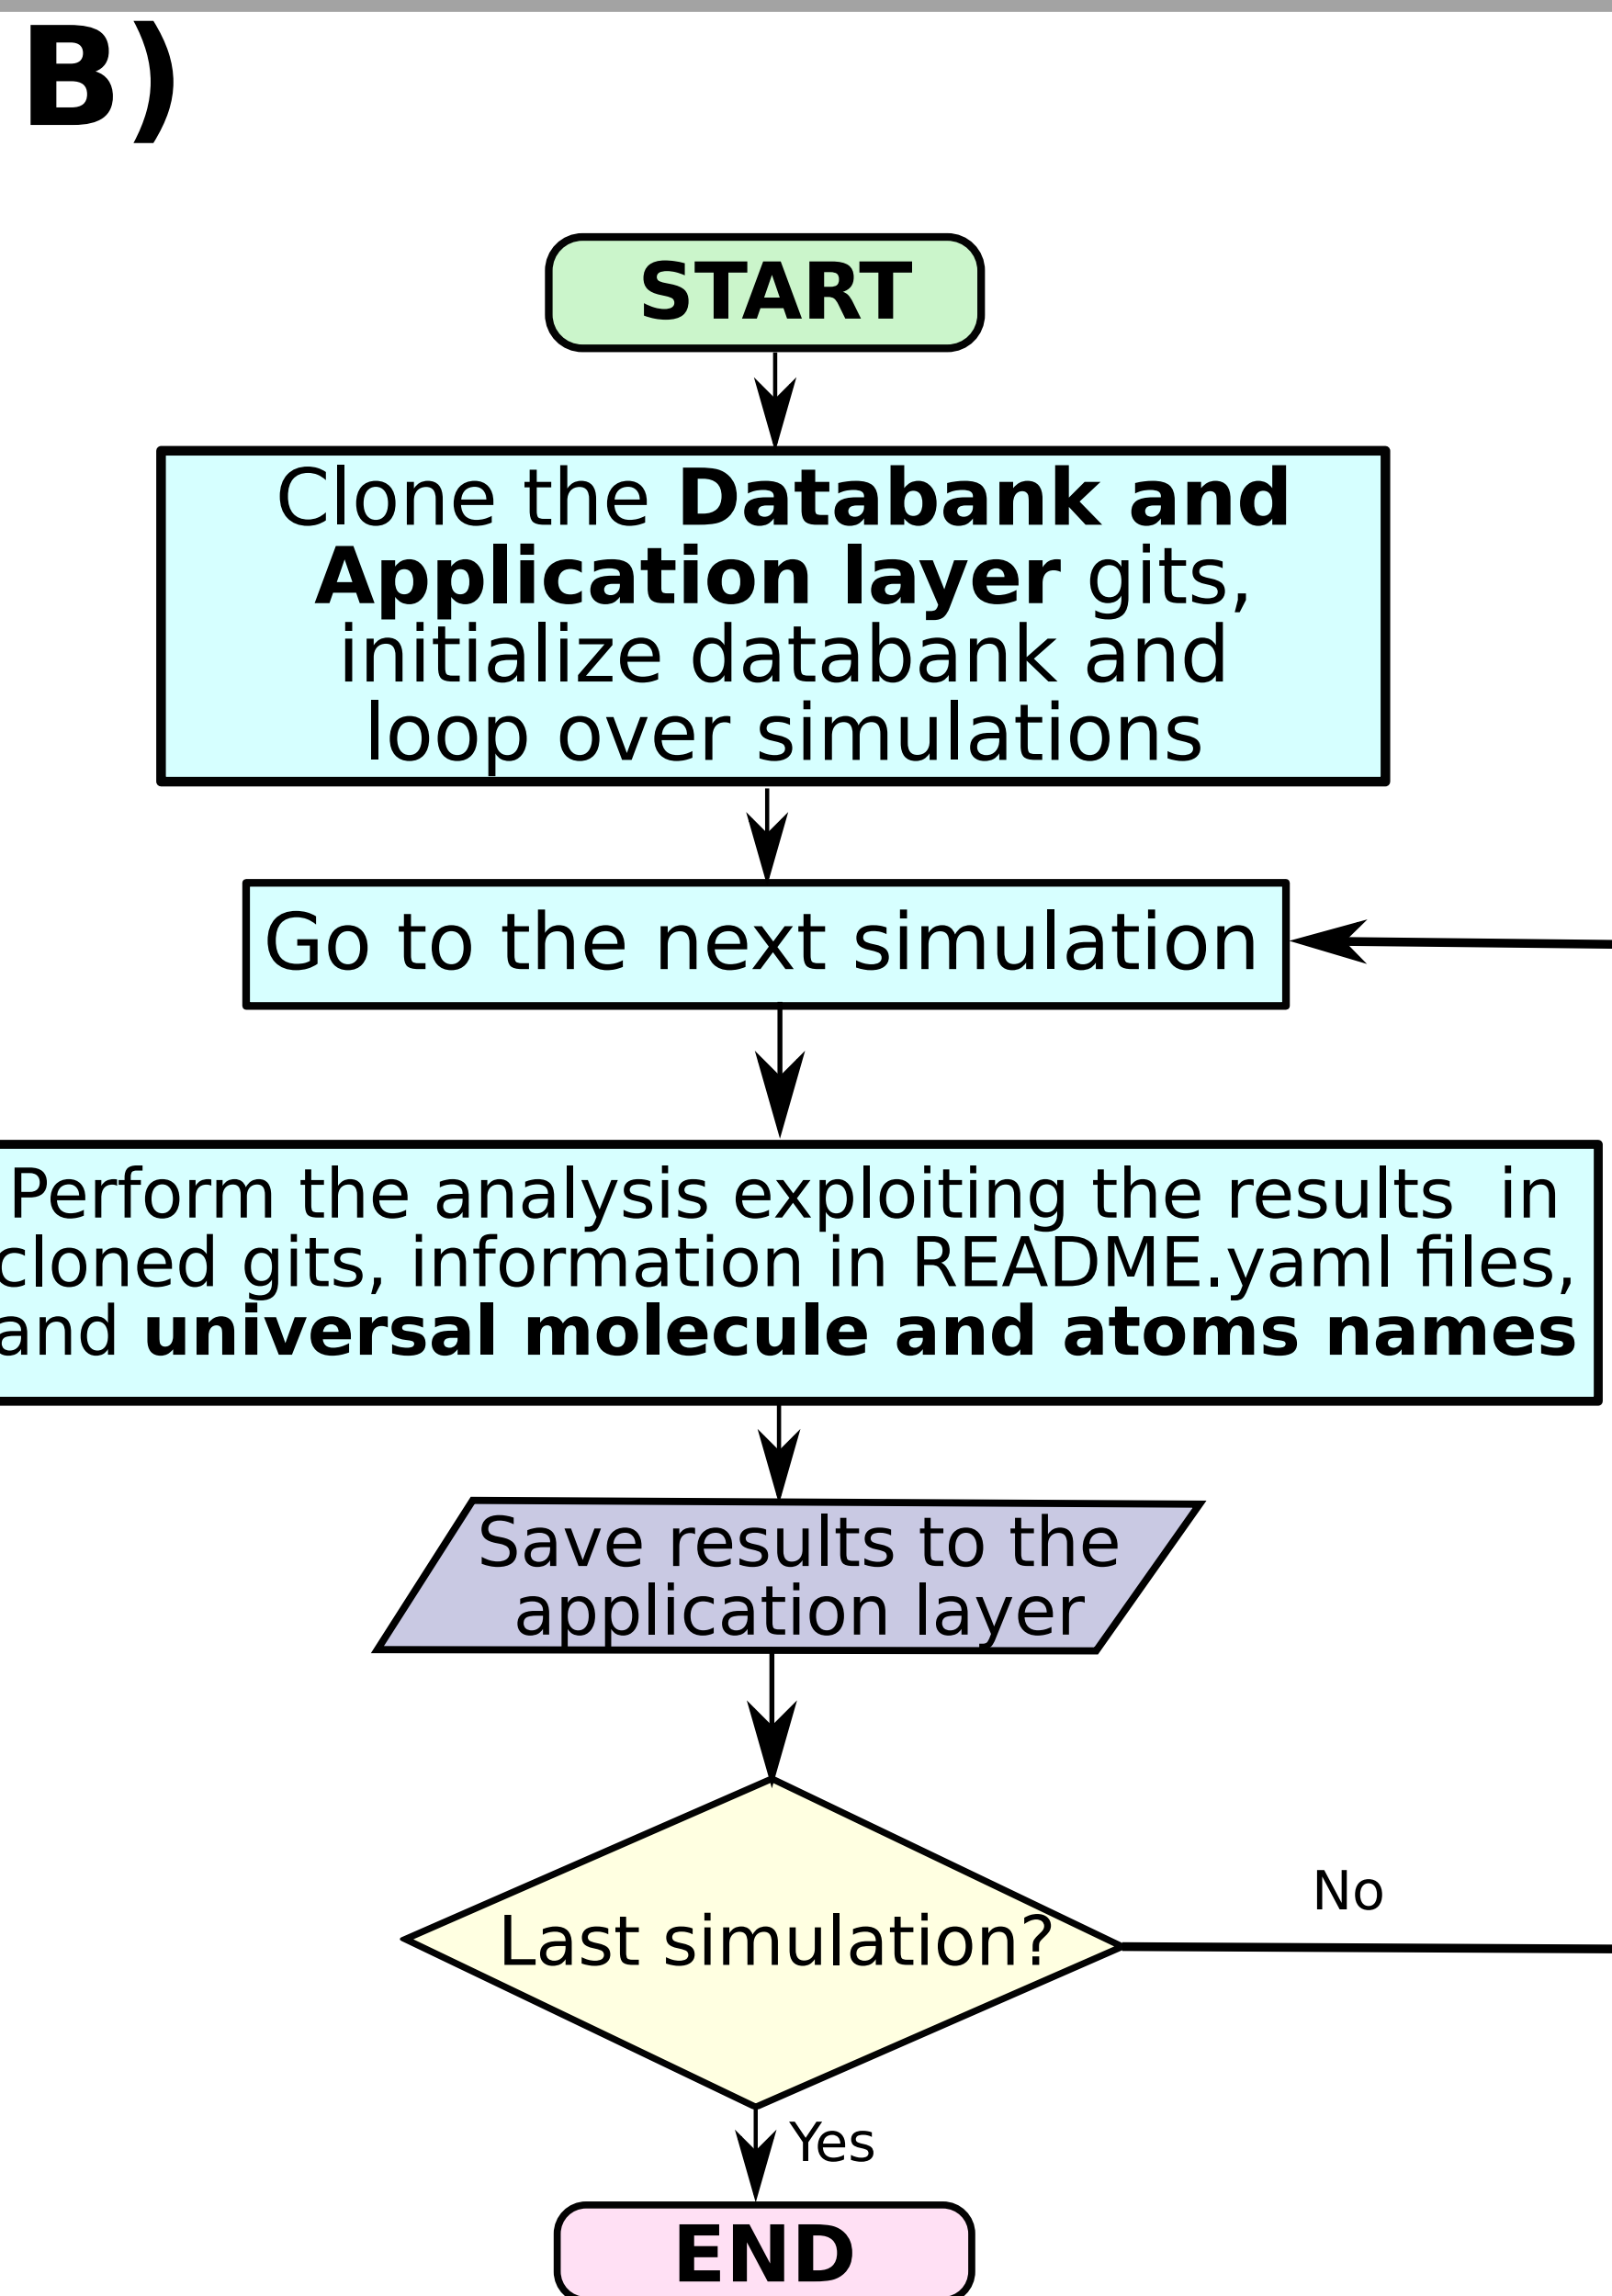 B)
START
Clone the Databank and
Application layer gits,
initialize databank and
loop over simulations
Go to the next simulation
Perform the analysis exploiting the results  in
cloned gits, information in README.yaml files,
and universal molecule and atoms names
Save results to the
application layer
Last simulation?
No
Yes
END